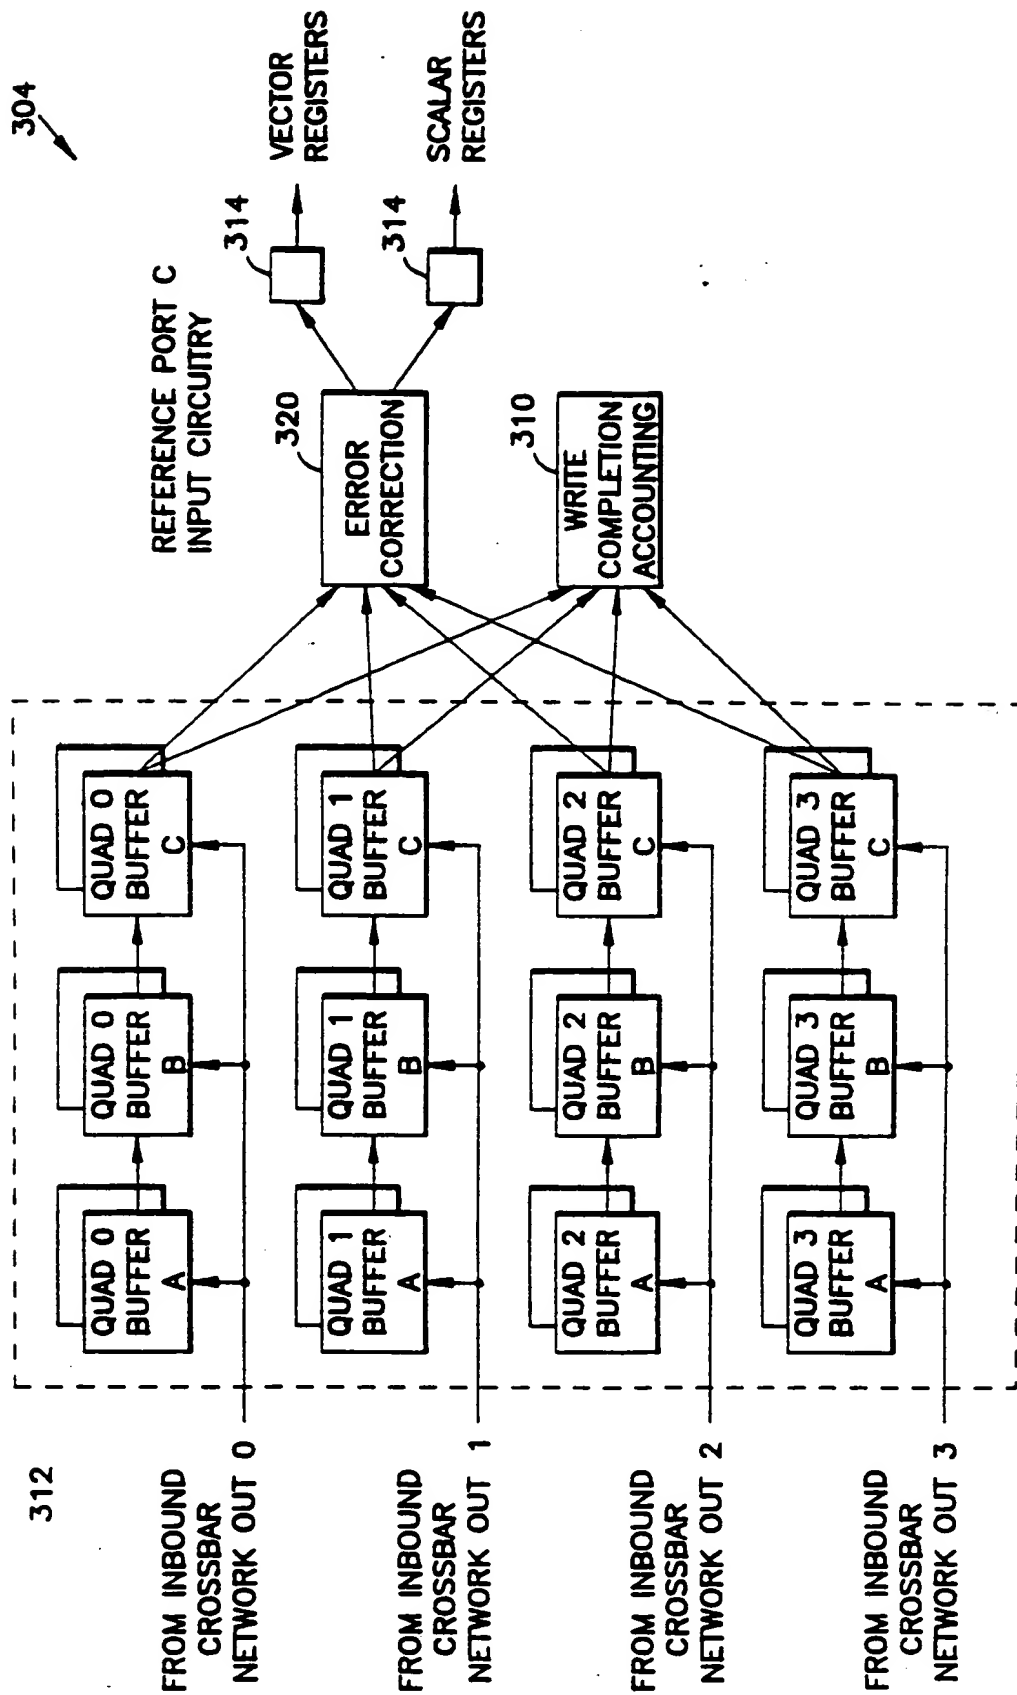 304
REFERENCE PORT C
INPUT CIRCUITRY
312
FROM INBOUND
CROSSBAR
NETWORK OUT 0
QUAD 0
BUFFER
A
QUAD 0
BUFFER
B
QUAD 0
BUFFER
C
FROM INBOUND
CROSSBAR
NETWORK OUT 1
QUAD 1
BUFFER
A
QUAD 1
BUFFER
B
QUAD 1
BUFFER
C
FROM INBOUND
CROSSBAR
NETWORK OUT 2
QUAD 2
BUFFER
A
QUAD 2
BUFFER
B
QUAD 2
BUFFER
C
FROM INBOUND
CROSSBAR
NETWORK OUT 3
QUAD 3
BUFFER
A
QUAD 3
BUFFER
B
QUAD 3
BUFFER
C
320
ERROR
CORRECTION
310
WRITE
COMPLETION
ACCOUNTING
314
VECTOR
REGISTERS
314
SCALAR
REGISTERS